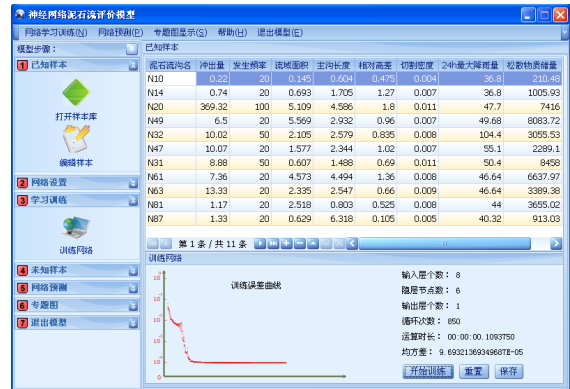 神经网络泥石流评价模型
网络学习训练(N) 网络预测(P) 专题图显示(S) 帮助(H) 退出模型(E)
模型步骤：
1 已知样本
打开样本库
编辑样本
2 网络设置
3 学习训练
训练网络
4 未知样本
5 网络预测
6 专题图
7 退出模型
已知样本
泥石流沟名 冲出量 发生频率 流域面积 主沟长度 相对高差 切割密度 24h最大降雨量 松散物质储量
N10 0.22 20 0.145 0.604 0.475 0.004 36.8 210.48
N14 0.74 20 0.693 1.705 1.27 0.007 36.8 1005.93
N20 369.32 100 5.109 4.586 1.8 0.011 47.7 7416
N49 6.5 20 5.569 2.932 0.96 0.007 49.68 8083.72
N32 10.02 50 2.105 2.579 0.835 0.008 104.4 3055.53
N47 10.07 20 1.577 2.344 1.02 0.007 55.1 2289.1
N31 8.88 50 0.607 1.488 0.69 0.011 50.4 8458
N61 7.36 20 4.573 4.494 1.36 0.008 46.64 6637.97
N63 13.33 20 2.335 2.547 0.66 0.009 46.64 3389.38
N81 1.17 20 2.518 0.803 0.525 0.008 44 3655.02
N87 1.33 20 0.629 6.318 0.105 0.005 40.32 913.03
第 1 条 / 共 11 条
训练网络
训练误差曲线
输入层个数： 8
隐层节点数： 6
输出层个数： 1
循环次数： 850
运算时长： 00:00:00.1093750
均方差： 9.69321369349687E-05
开始训练 重置 保存